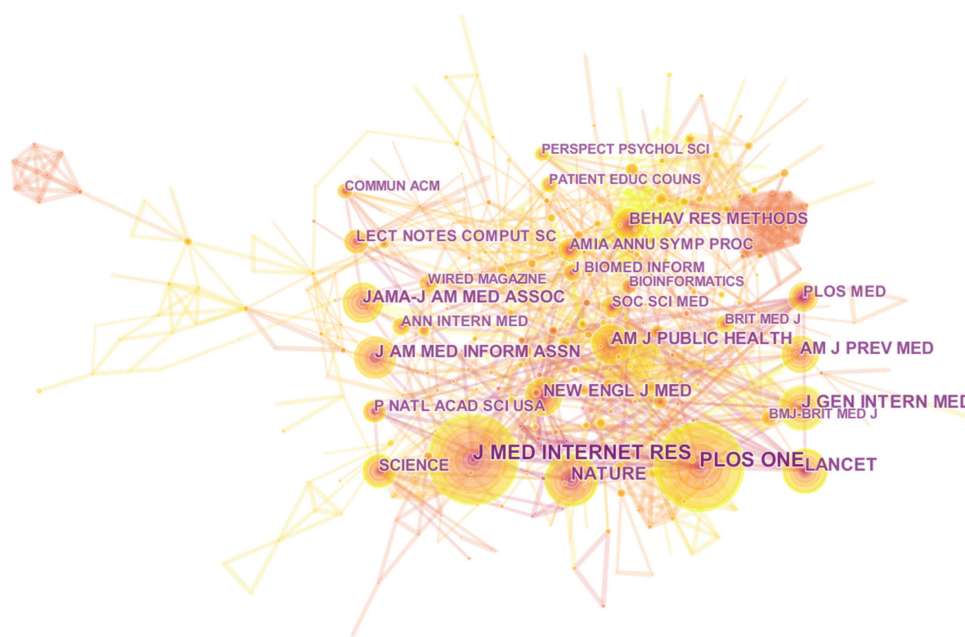 PERSPECT PSYCHOL SCI
PATIENT EDUC COUNS
COMMUN ACM
BEHAV RES METHODS
LECT NOTES COMPUT SC
AMIA ANNU SYMP PROC
J BIOMED INFORM
WIRED MAGAZINE
BIOINFORMATICS
PLOS MED
JAMA-J AM MED ASSOC
SOC SCI MED
ANN INTERN MED
BRIT MED J
AM J PUBLIC HEALTH
J AM MED INFORM ASSN
AM J PREV MED
NEW ENGL J MED
J GEN INTERN MED
P NATL ACAD SCI USA
BMJ-BRIT MED J
J MED INTERNET RES
PLOS ONE
SCIENCE
LANCET
NATURE